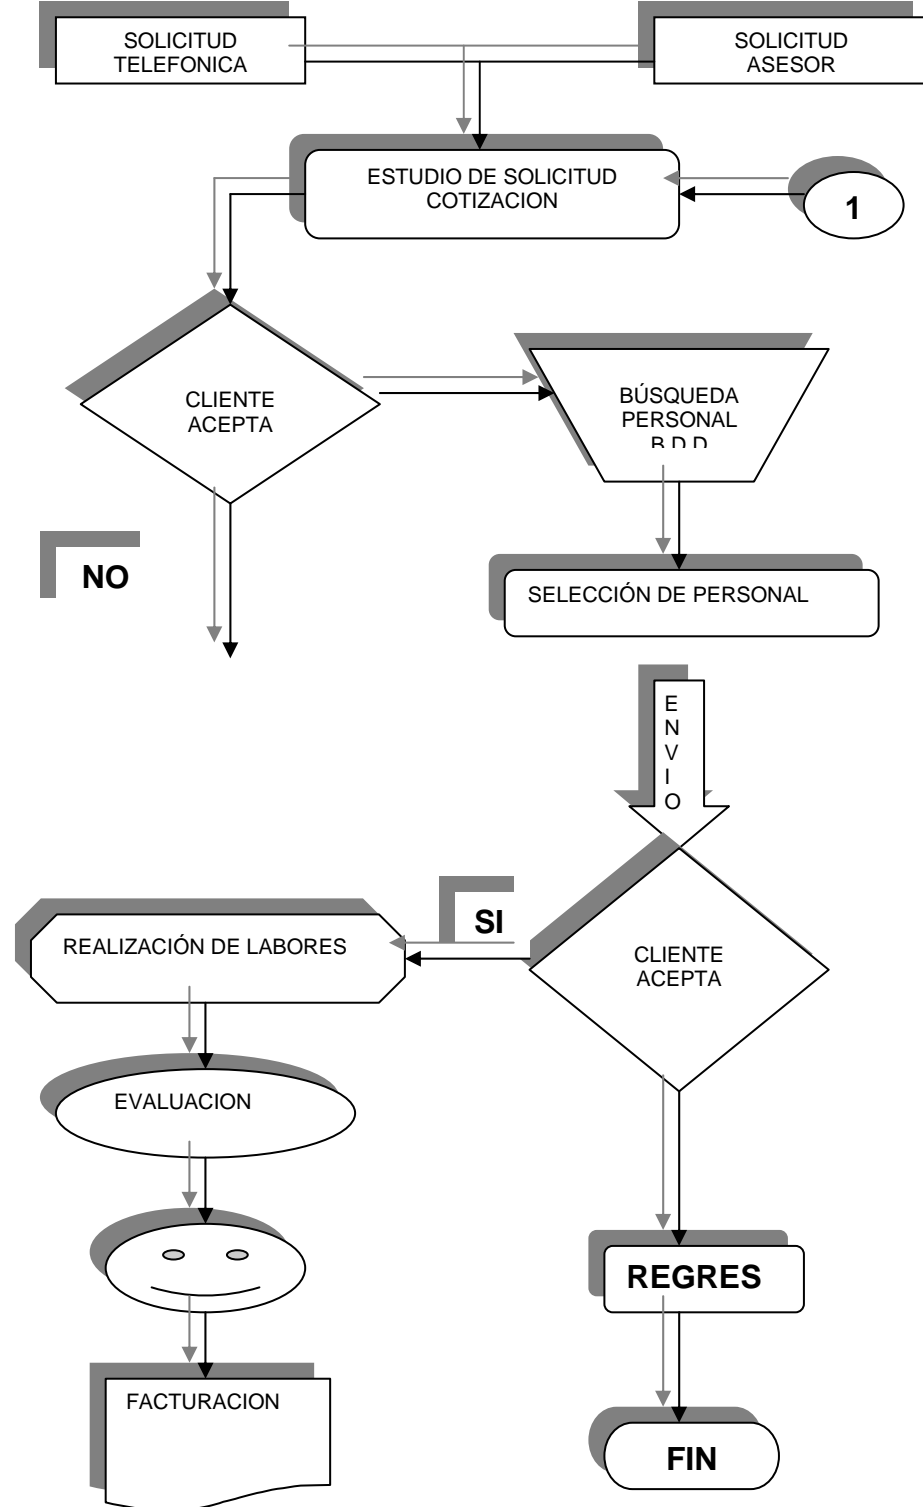 SOLICITUD
TELEFONICA
SOLICITUD
ASESOR
ESTUDIO DE SOLICITUD
COTIZACION
1
CLIENTE
ACEPTA
BÚSQUEDA
PERSONAL
B.D.D
NO
SELECCIÓN DE PERSONAL
E
N
V
I
O
SI
REALIZACIÓN DE LABORES
CLIENTE
ACEPTA
EVALUACION
REGRES
FACTURACION
FIN